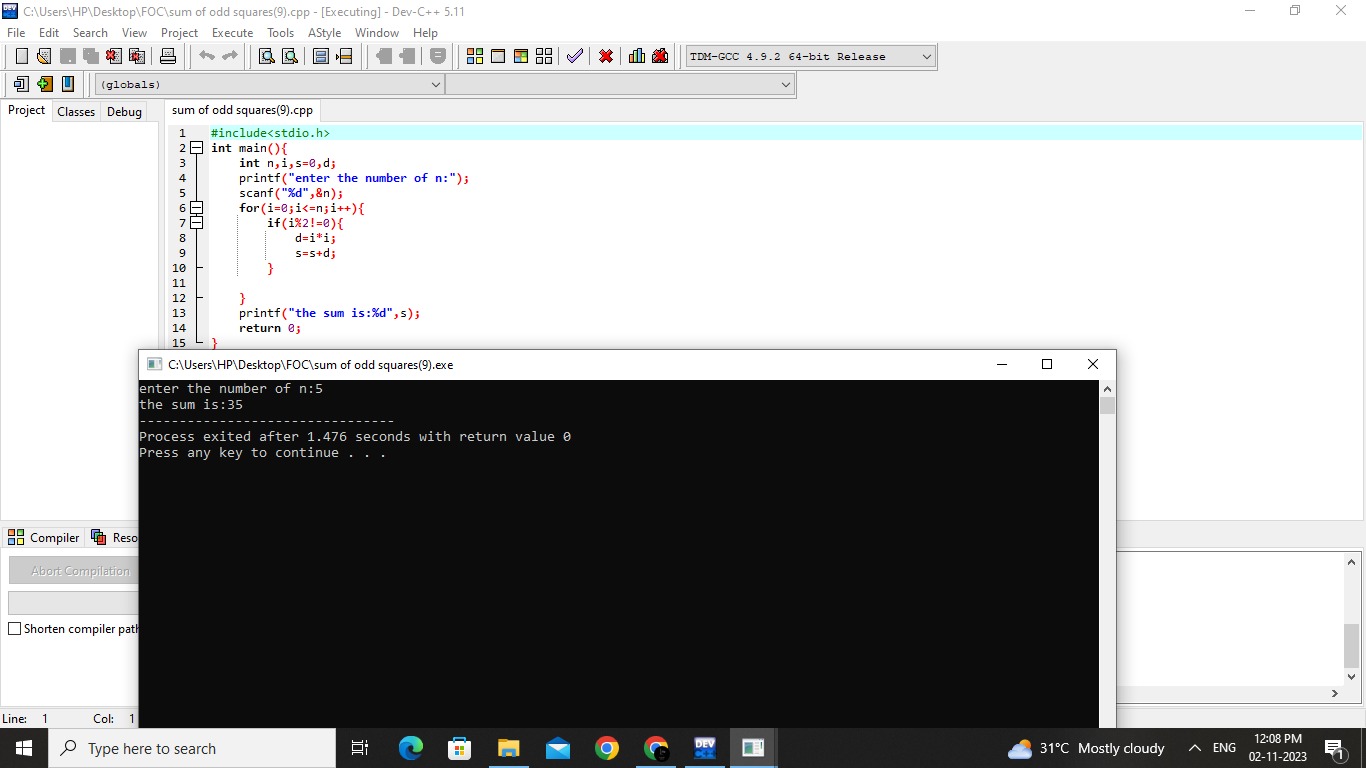 C:\Users\HP\Desktop\FOC\sum of odd squares(9).cpp - [Executing] - Dev-C++ 5.11
File Edit Search View Project Execute Tools AStyle Window Help
TDM-GCC 4.9.2 64-bit Release
(globals)
Project Classes Debug
sum of odd squares(9).cpp
1 #include<stdio.h>
2 int main(){
3 int n,i,s=0,d;
4 printf("enter the number of n:");
5 scanf("%d",&n);
6 for(i=0;i<=n;i++){
7 if(i%2!=0){
8 d=i*i;
9 s=s+d;
10 }
11
12 }
13 printf("the sum is:%d",s);
14 return 0;
15 }
C:\Users\HP\Desktop\FOC\sum of odd squares(9).exe
enter the number of n:5
the sum is:35
--------------------------------
Process exited after 1.476 seconds with return value 0
Press any key to continue . . .
Compiler Reso
Abort Compilation
Shorten compiler path
Line: 1 Col: 1
Type here to search
DEV
31°C Mostly cloudy
ENG
12:08 PM
02-11-2023
1